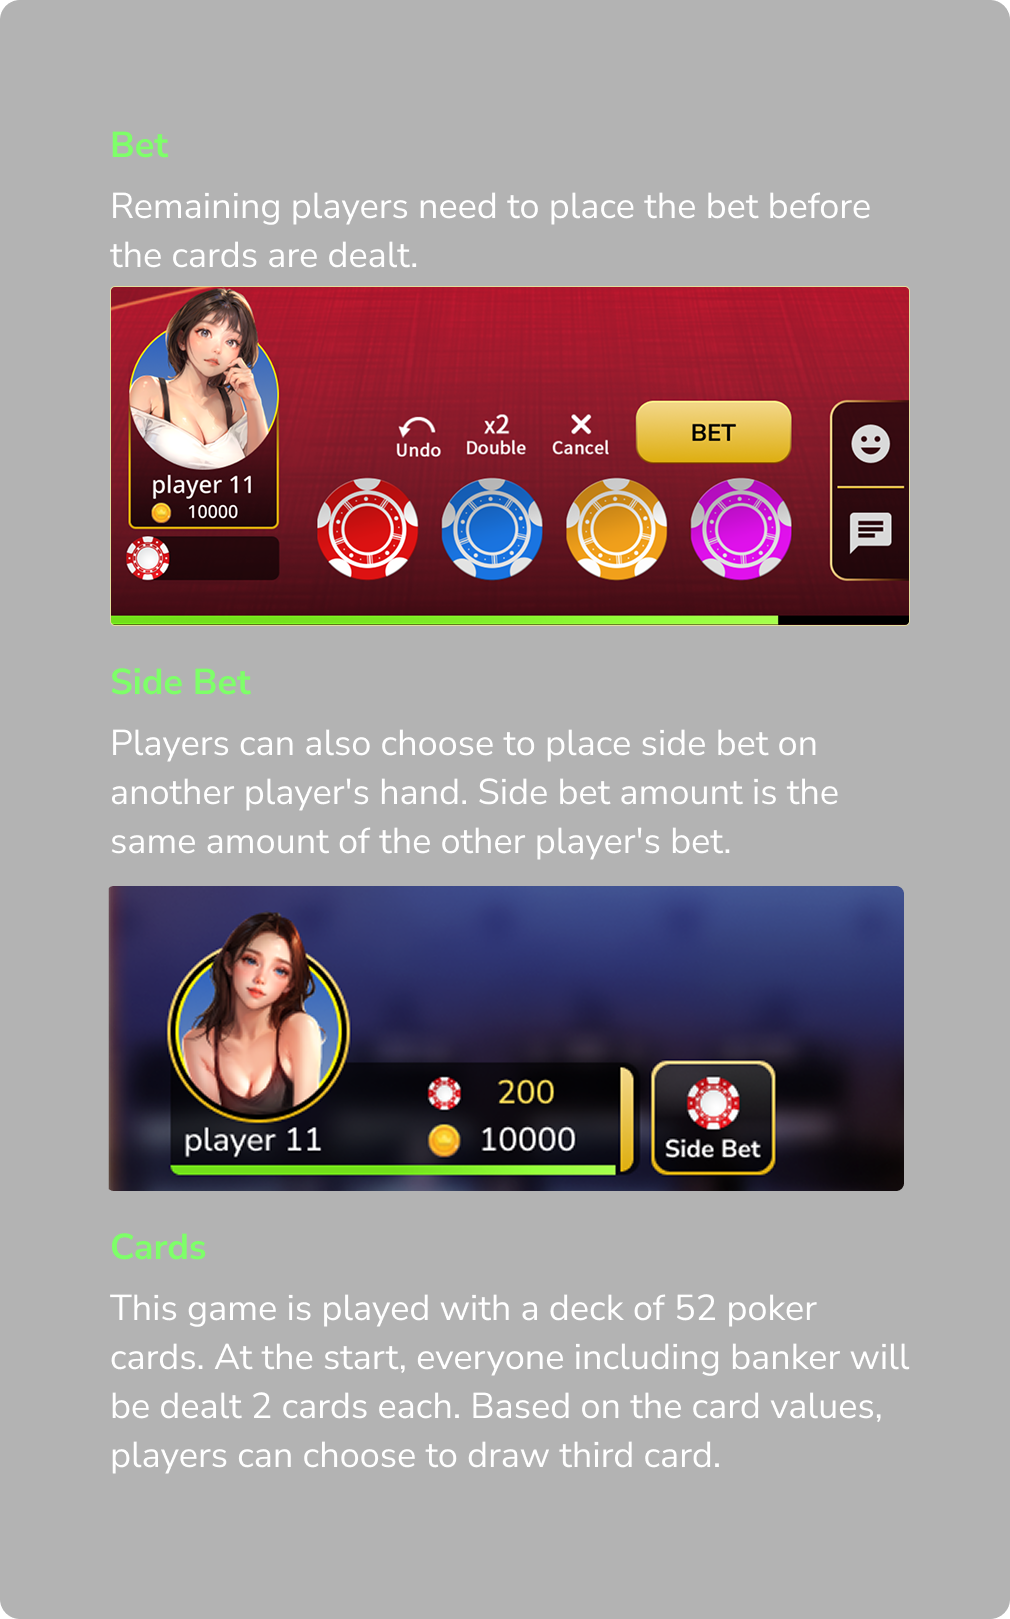 Bet
Remaining players need to place the bet before
the cards are dealt.
Undo
x2
Double
Cancel
BET
player 11
10000
Side Bet
Players can also choose to place side bet on
another player's hand. Side bet amount is the
same amount of the other player's bet.
200
player 11
10000
Side Bet
Cards
This game is played with a deck of 52 poker
cards. At the start, everyone including banker will
be dealt 2 cards each. Based on the card values,
players can choose to draw third card.